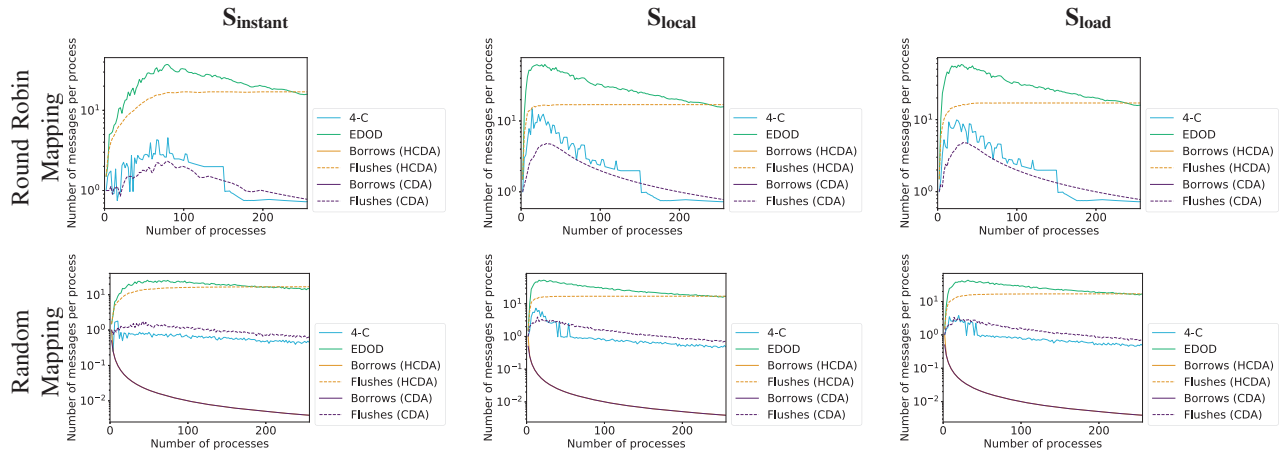 S_instant
S_local
S_load
Round Robin
Mapping
Number of messages per process
10^1
10^0
0
100
200
Number of processes
4-C
EDOD
Borrows (HCDA)
Flushes (HCDA)
Borrows (CDA)
Flushes (CDA)
Number of messages per process
10^1
10^0
0
100
200
Number of processes
4-C
EDOD
Borrows (HCDA)
Flushes (HCDA)
Borrows (CDA)
Flushes (CDA)
Number of messages per process
10^1
10^0
0
100
200
Number of processes
4-C
EDOD
Borrows (HCDA)
Flushes (HCDA)
Borrows (CDA)
Flushes (CDA)
Random
Mapping
Number of messages per process
10^1
10^0
10^−1
10^−2
0
100
200
Number of processes
4-C
EDOD
Borrows (HCDA)
Flushes (HCDA)
Borrows (CDA)
Flushes (CDA)
Number of messages per process
10^1
10^0
10^−1
10^−2
0
100
200
Number of processes
4-C
EDOD
Borrows (HCDA)
Flushes (HCDA)
Borrows (CDA)
Flushes (CDA)
Number of messages per process
10^1
10^0
10^−1
10^−2
0
100
200
Number of processes
4-C
EDOD
Borrows (HCDA)
Flushes (HCDA)
Borrows (CDA)
Flushes (CDA)